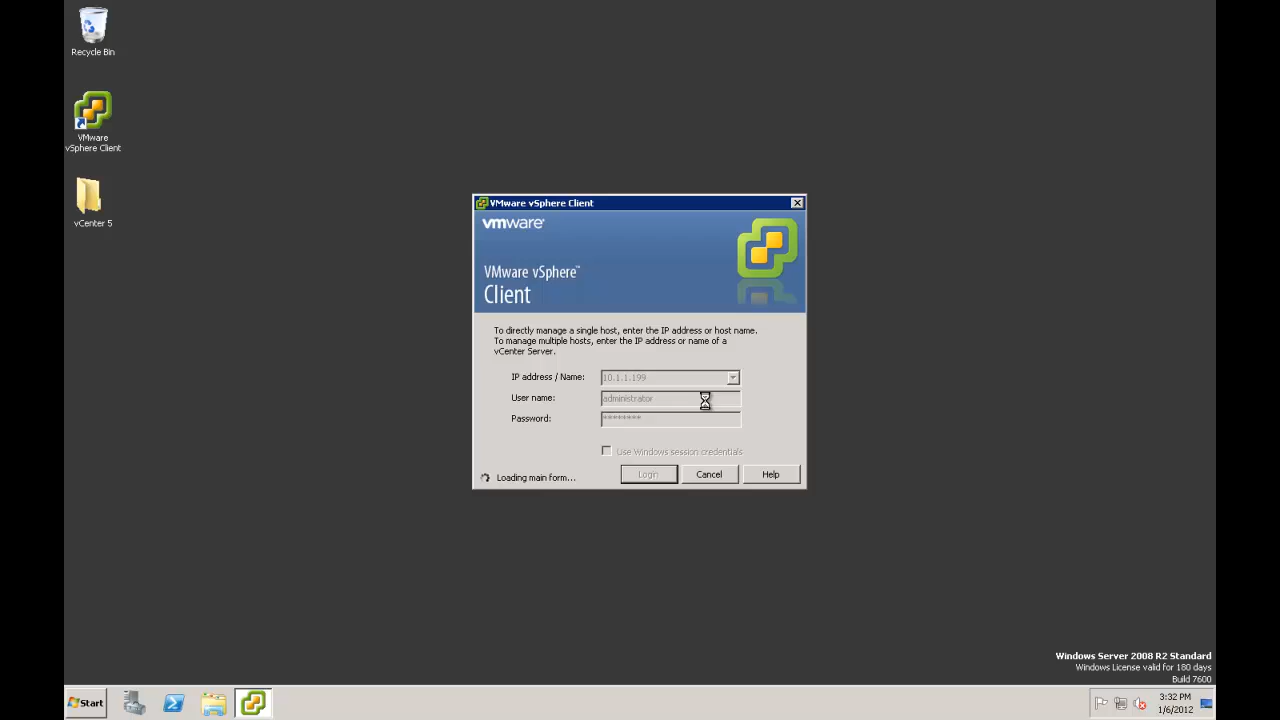 Recycle Bin
VMware
vSphere Client
vCenter 5
VMware vSphere Client
vmware®
VMware vSphere™
Client
To directly manage a single host, enter the IP address or host name.
To manage multiple hosts, enter the IP address or name of a
vCenter Server.
IP address / Name: 10.1.1.199
User name: administrator
Password: ********
Use Windows session credentials
Loading main form... Login Cancel Help
Windows Server 2008 R2 Standard
Windows License valid for 180 days
Build 7600
Start
3:32 PM
1/6/2012